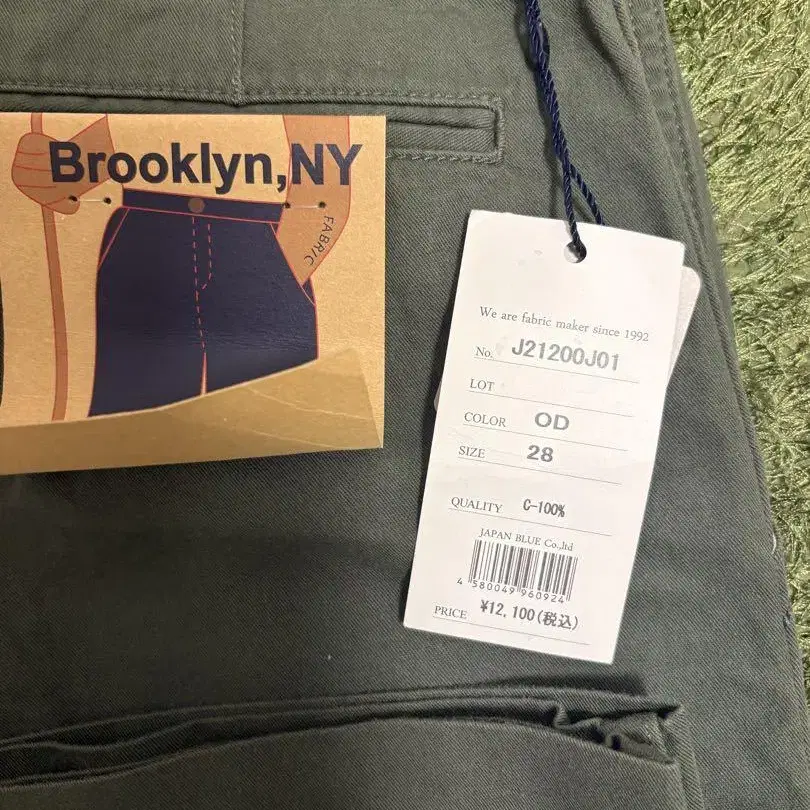 Brooklyn,NY
FABRIC
We are fabric maker since 1992
No. J21200J01
LOT
COLOR OD
SIZE 28
QUALITY C-100%
JAPAN BLUE Co.,ltd
4 580049 960924
PRICE ¥12,100(税込)